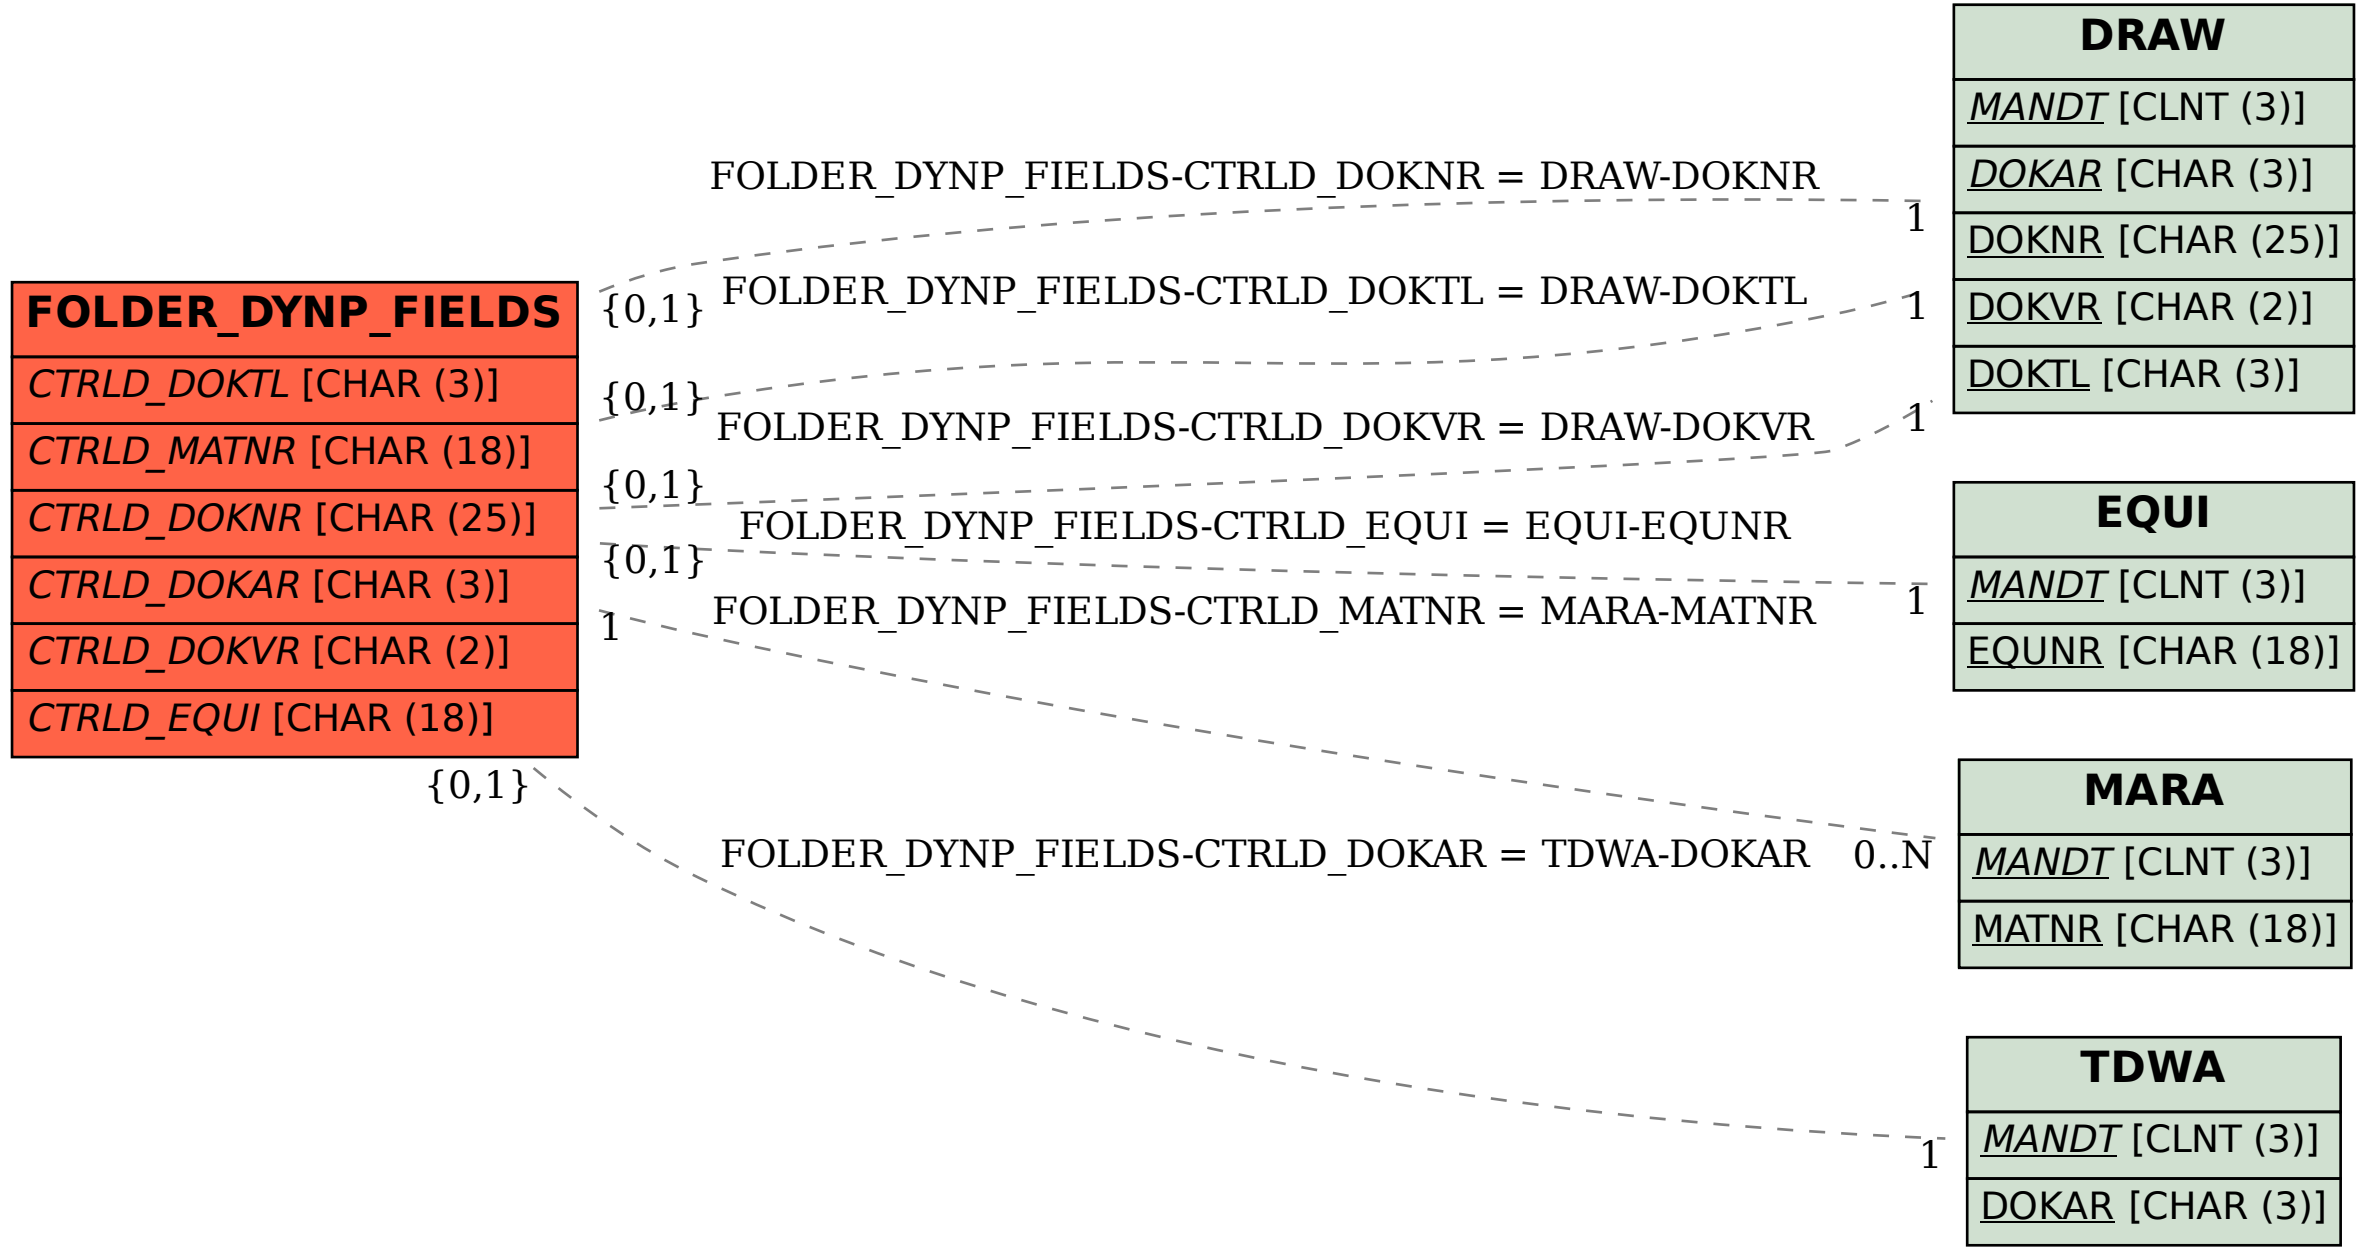 FOLDER_DYNP_FIELDS
CTRLD_DOKTL [CHAR (3)]
CTRLD_MATNR [CHAR (18)]
CTRLD_DOKNR [CHAR (25)]
CTRLD_DOKAR [CHAR (3)]
CTRLD_DOKVR [CHAR (2)]
CTRLD_EQUI [CHAR (18)]
FOLDER_DYNP_FIELDS-CTRLD_DOKNR = DRAW-DOKNR
{0,1}
1
FOLDER_DYNP_FIELDS-CTRLD_DOKTL = DRAW-DOKTL
{0,1}
1
FOLDER_DYNP_FIELDS-CTRLD_DOKVR = DRAW-DOKVR
{0,1}
1
FOLDER_DYNP_FIELDS-CTRLD_EQUI = EQUI-EQUNR
{0,1}
1
FOLDER_DYNP_FIELDS-CTRLD_MATNR = MARA-MATNR
1
0..N
FOLDER_DYNP_FIELDS-CTRLD_DOKAR = TDWA-DOKAR
{0,1}
1
DRAW
MANDT [CLNT (3)]
DOKAR [CHAR (3)]
DOKNR [CHAR (25)]
DOKVR [CHAR (2)]
DOKTL [CHAR (3)]
EQUI
MANDT [CLNT (3)]
EQUNR [CHAR (18)]
MARA
MANDT [CLNT (3)]
MATNR [CHAR (18)]
TDWA
MANDT [CLNT (3)]
DOKAR [CHAR (3)]